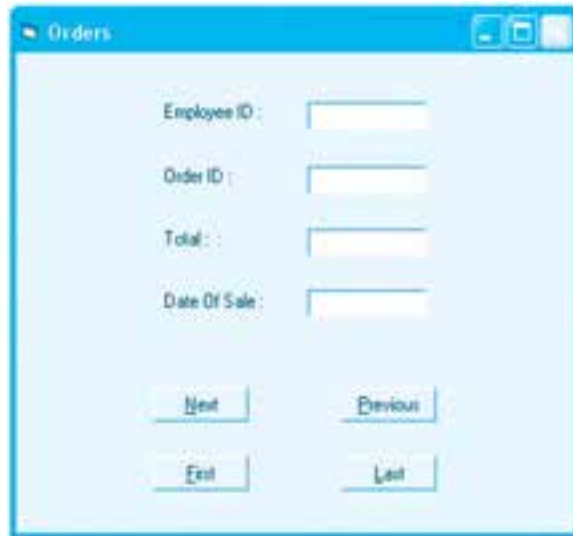 Orders
Employee ID :
Order ID :
Total : :
Date Of Sale :
Next Previous
First Last